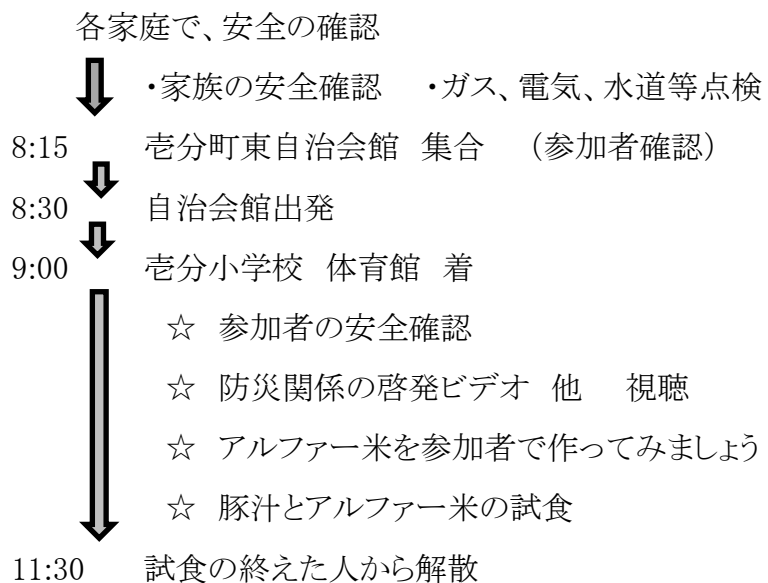 各家庭で、安全の確認
・家族の安全確認　・ガス、電気、水道等点検
8:15　壱分町東自治会館　集合　（参加者確認）
8:30　自治会館出発
9:00　壱分小学校　体育館　着
☆　参加者の安全確認
☆　防災関係の啓発ビデオ　他　視聴
☆　アルファー米を参加者で作ってみましょう
☆　豚汁とアルファー米の試食
11:30　試食の終えた人から解散